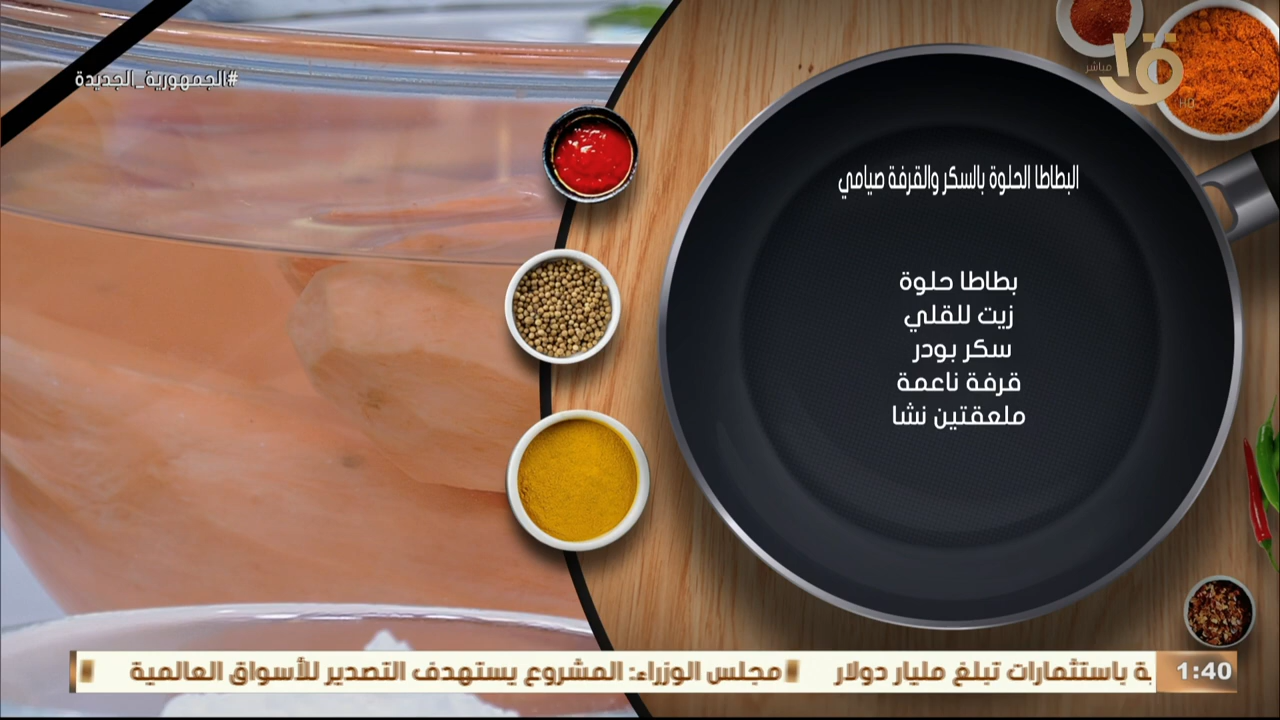 #الجمهورية_الجديدة
مباشر
HD
البطاطا الحلوة بالسكر والقرفة صيامي
بطاطا حلوة
زيت للقلي
سكر بودر
قرفة ناعمة
ملعقتين نشا
1:40
ة باستثمارات تبلغ مليار دولار
مجلس الوزراء: المشروع يستهدف التصدير للأسواق العالمية